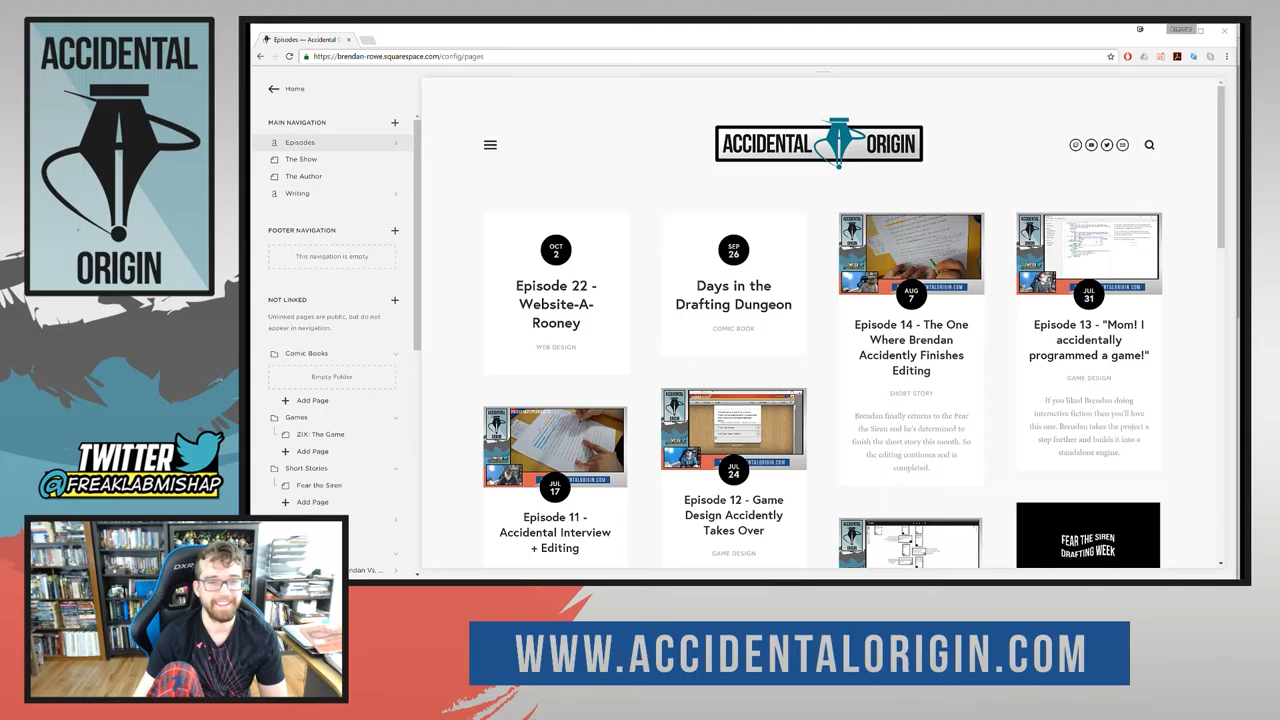 ACCIDENTAL
ORIGIN
TWITTER
@FREAKLABMISHAP
DXR
Episodes — Accidental
https://brendan-rowe.squarespace.com/config/pages
Home
MAIN NAVIGATION
Episodes
The Show
The Author
Writing
FOOTER NAVIGATION
This navigation is empty
NOT LINKED
Unlinked pages are public, but do not
appear in navigation.
Comic Books
Empty Folder
Add Page
Games
ZIX: The Game
Add Page
Short Stories
Fear the Siren
Add Page
ndan Vs. ...
ACCIDENTAL ORIGIN
OCT
2
Episode 22 -
Website-A-
Rooney
WEB DESIGN
SEP
26
Days in the
Drafting Dungeon
COMIC BOOK
AUG
7
Episode 14 - The One
Where Brendan
Accidently Finishes
Editing
SHORT STORY
Brendan finally returns to the Fear
the Siren and he's determined to
finish the short story this month. So
the editing continues and is
completed.
JUL
31
Episode 13 - "Mom! I
accidentally
programmed a game!"
GAME DESIGN
If you liked Brendan doing
interactive fiction then you'll love
this one. Brendan takes the project a
step further and builds it into a
standalone engine.
JUL
17
Episode 11 -
Accidental Interview
+ Editing
JUL
24
Episode 12 - Game
Design Accidently
Takes Over
GAME DESIGN
FEAR THE SIREN
DRAFTING WEEK
WWW.ACCIDENTALORIGIN.COM